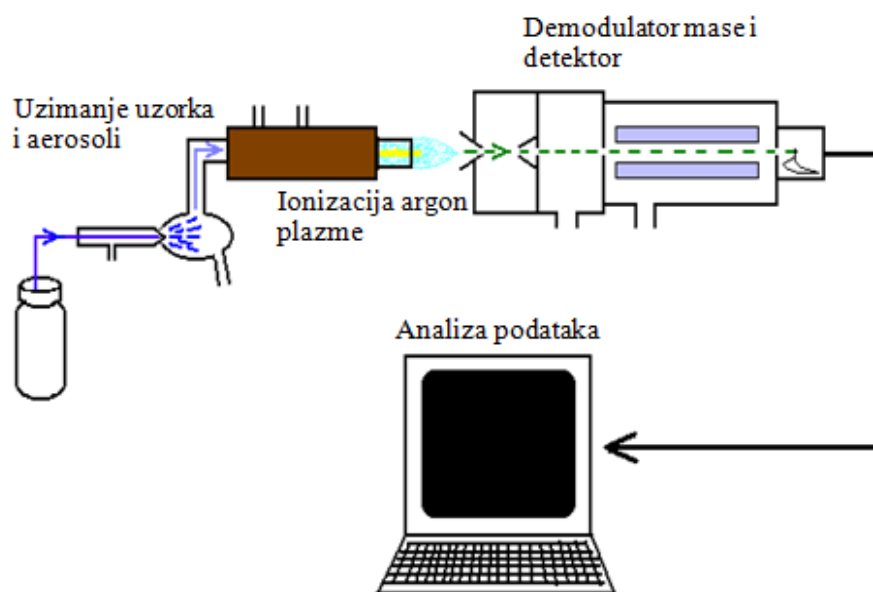 Demodulator mase i
detektor
Uzimanje uzorka
i aerosoli
Ionizacija argon
plazme
Analiza podataka